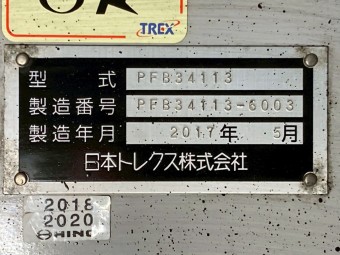 TREX
型式 PFB34113
製造番号 PFB34113-6003
製造年月 2017年 5月
日本トレクス株式会社
2018
2020
HINO